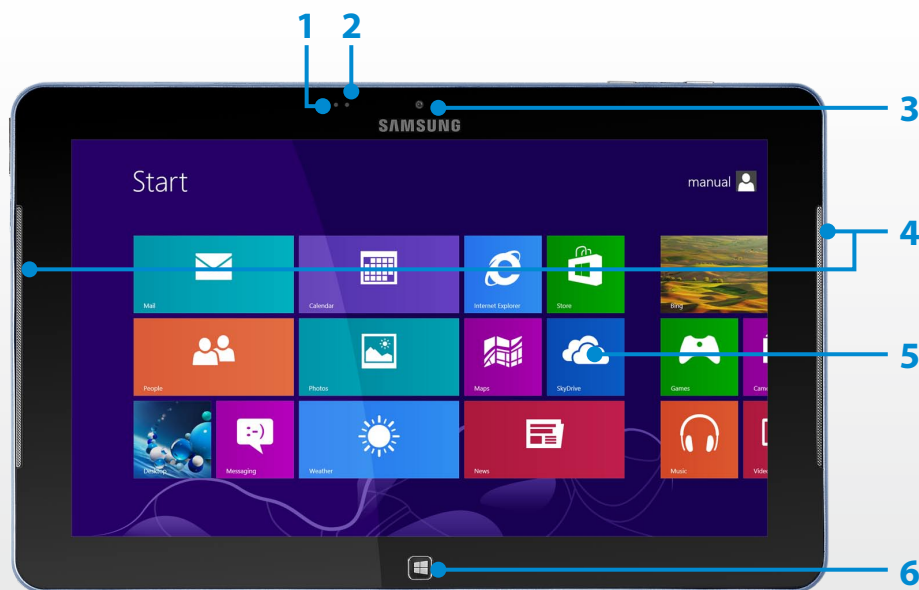 1 2
3
SAMSUNG
Start
manual
4
Mail
Calendar
Internet Explorer
Store
Bing
5
People
Photos
Maps
SkyDrive
Games
Desktop
Messaging
Weather
News
Music
6